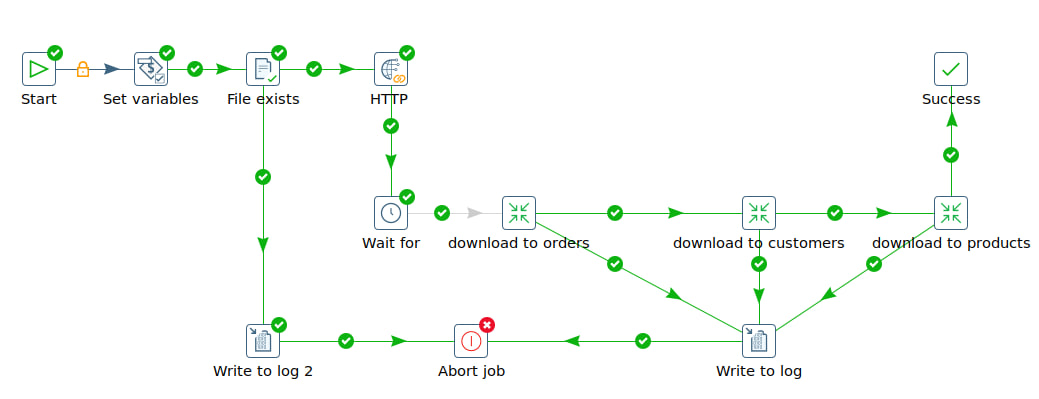 Start
Set variables
File exists
HTTP
Success
Wait for
download to orders
download to customers
download to products
Write to log 2
Abort job
Write to log